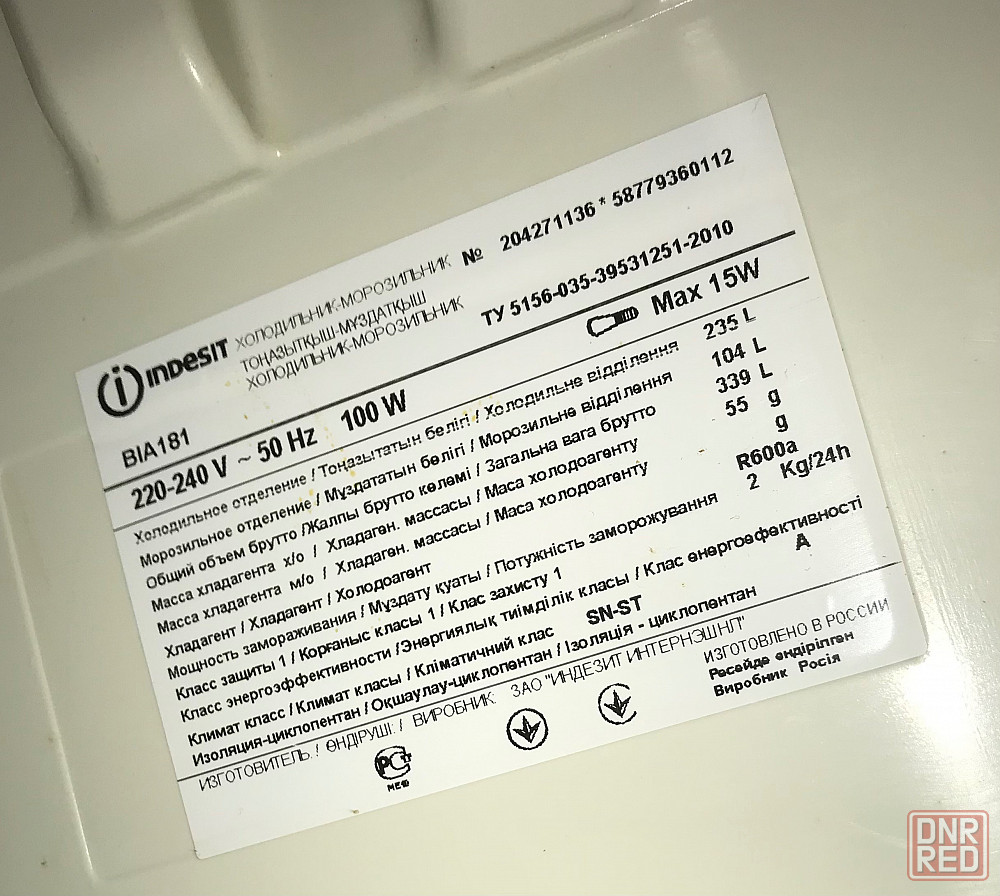 INDESIT
ХОЛОДИЛЬНИК-МОРОЗИЛЬНИК № 204271136 * 58779360112
ТОҢАЗЫТҚЫШ-МҰЗДАТҚЫШ
ХОЛОДИЛЬНИК-МОРОЗИЛЬНИК ТУ 5156-035-39531251-2010
BIA181
220-240 V ~ 50 Hz 100 W Max 15W
Холодильное отделение / Тоңазытатын бөлігі / Холодильне відділення 235 L
Морозильное отделение / Мұздататын бөлігі / Морозильне відділення 104 L
Общий объем брутто /Жалпы брутто көлемі / Загальна вага брутто 339 L
Масса хладагента х/о / Хладаген. массасы / Маса холодоагенту 55 g
Масса хладагента м/о / Хладаген. массасы / Маса холодоагенту g
Хладагент / Хладагент / Холодоагент R600a
Мощность замораживания / Мұздату қуаты / Потужність заморожування 2 Kg/24h
Класс защиты 1 / Корғаныс класы 1 / Клас захисту 1
Класс энергоэффективности /Энергиялық тиімділік класы / Клас енергоефективності A
Климат класс / Климат класы / Кліматичний клас SN-ST
Изоляция-циклопентан / Оқшаулау-циклопентан / Ізоляція - циклопентан
ИЗГОТОВИТЕЛЬ: / ӨНДІРУШІ: / ВИРОБНИК: ЗАО "ИНДЕЗИТ ИНТЕРНЭШНЛ"
ИЗГОТОВЛЕНО В РОССИИ
Ресейде өндірілген
Виробник Росія
РСТ
ME10
DNR
RED